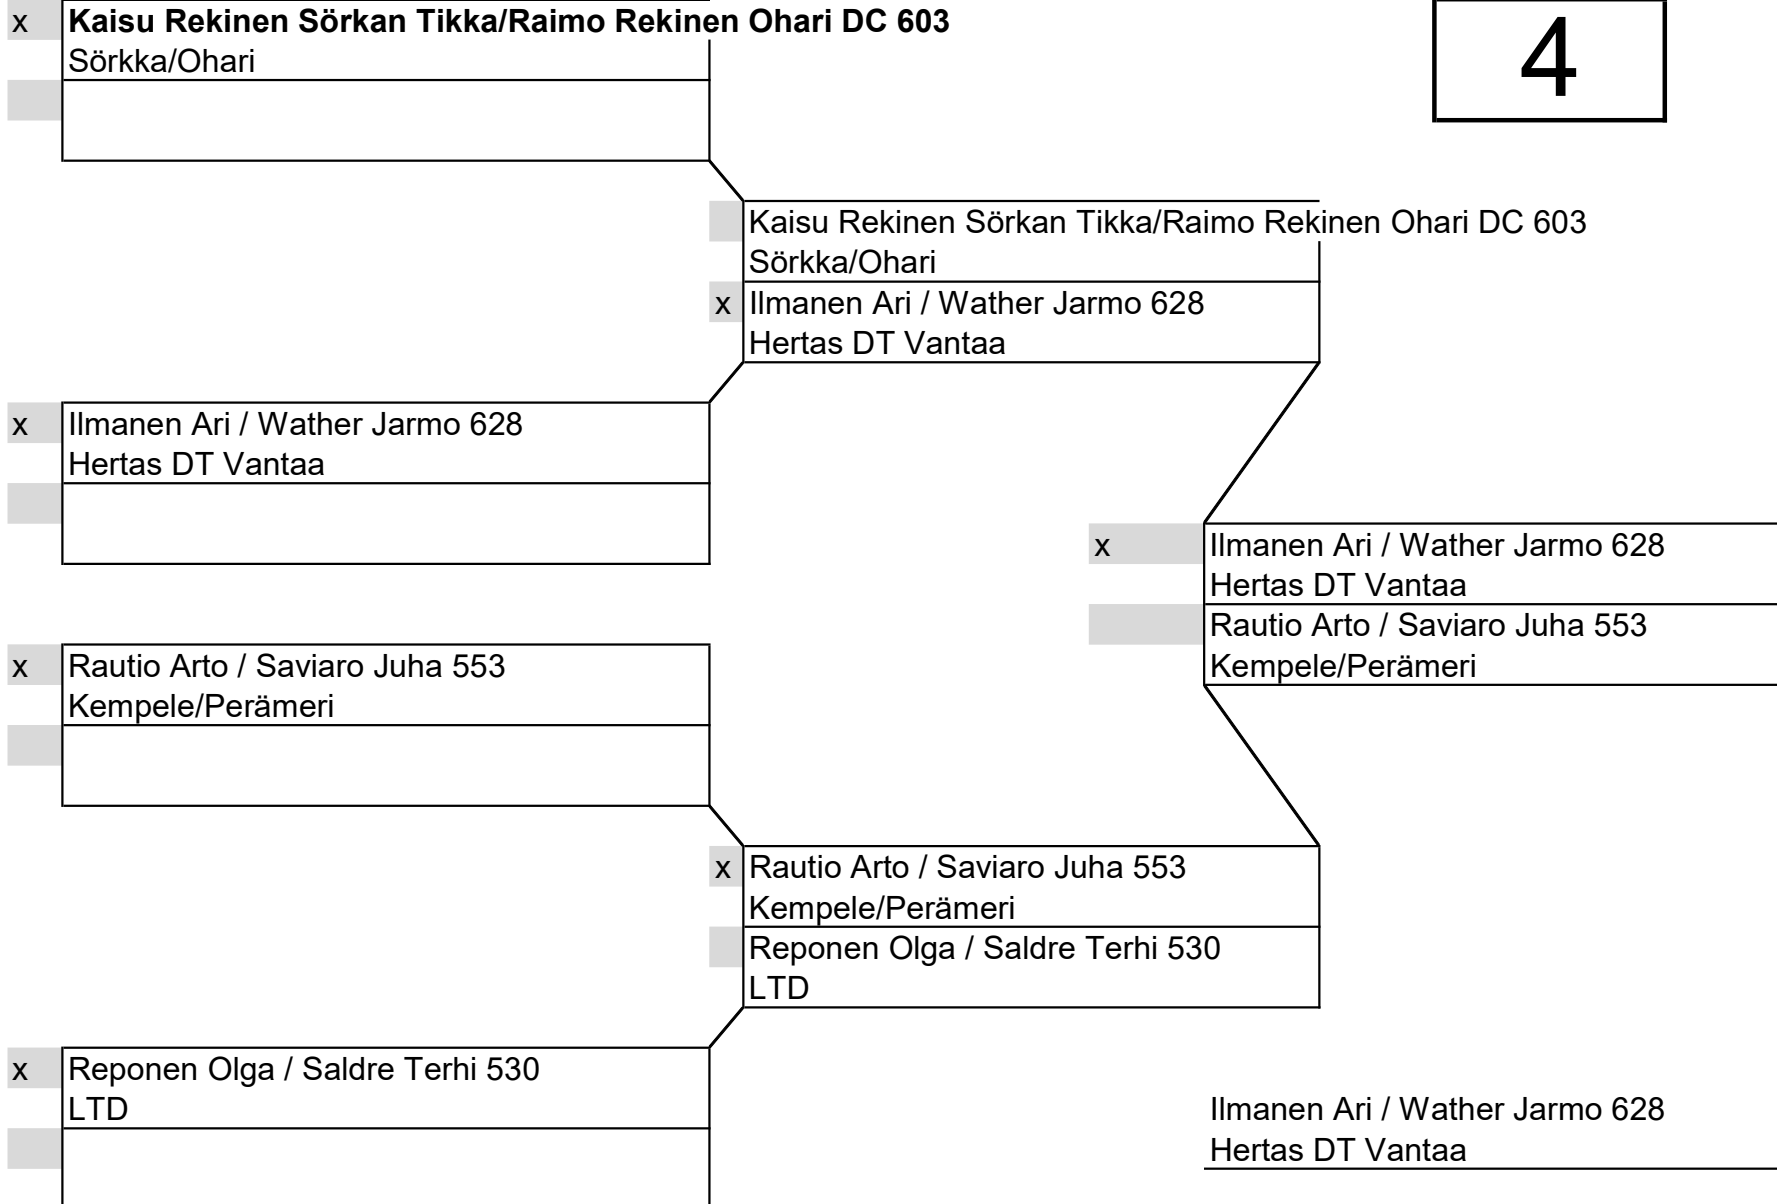 x Kaisu Rekinen Sörkan Tikka/Raimo Rekinen Ohari DC 603
Sörkka/Ohari
4
Kaisu Rekinen Sörkan Tikka/Raimo Rekinen Ohari DC 603
Sörkka/Ohari
x Ilmanen Ari / Wather Jarmo 628
Hertas DT Vantaa
x Ilmanen Ari / Wather Jarmo 628
Hertas DT Vantaa
x Ilmanen Ari / Wather Jarmo 628
Hertas DT Vantaa
Rautio Arto / Saviaro Juha 553
Kempele/Perämeri
x Rautio Arto / Saviaro Juha 553
Kempele/Perämeri
x Rautio Arto / Saviaro Juha 553
Kempele/Perämeri
Reponen Olga / Saldre Terhi 530
LTD
x Reponen Olga / Saldre Terhi 530
LTD
Ilmanen Ari / Wather Jarmo 628
Hertas DT Vantaa